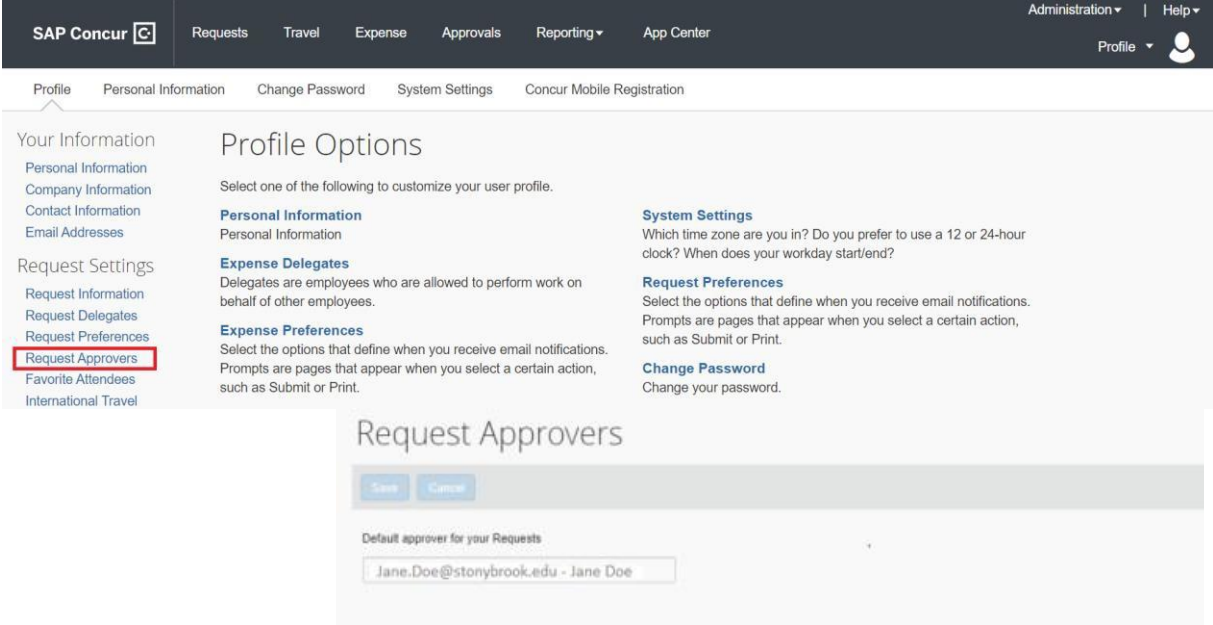 Administration ▾ | Help ▾
SAP Concur C Requests Travel Expense Approvals Reporting ▾ App Center
Profile ▾
Profile Personal Information Change Password System Settings Concur Mobile Registration
Your Information
Personal Information
Company Information
Contact Information
Email Addresses
Request Settings
Request Information
Request Delegates
Request Preferences
Request Approvers
Favorite Attendees
International Travel
Profile Options
Select one of the following to customize your user profile.
Personal Information
Personal Information
Expense Delegates
Delegates are employees who are allowed to perform work on
behalf of other employees.
Expense Preferences
Select the options that define when you receive email notifications.
Prompts are pages that appear when you select a certain action,
such as Submit or Print.
System Settings
Which time zone are you in? Do you prefer to use a 12 or 24-hour
clock? When does your workday start/end?
Request Preferences
Select the options that define when you receive email notifications.
Prompts are pages that appear when you select a certain action,
such as Submit or Print.
Change Password
Change your password.
Request Approvers
Save Cancel
Default approver for your Requests
Jane.Doe@stonybrook.edu - Jane Doe